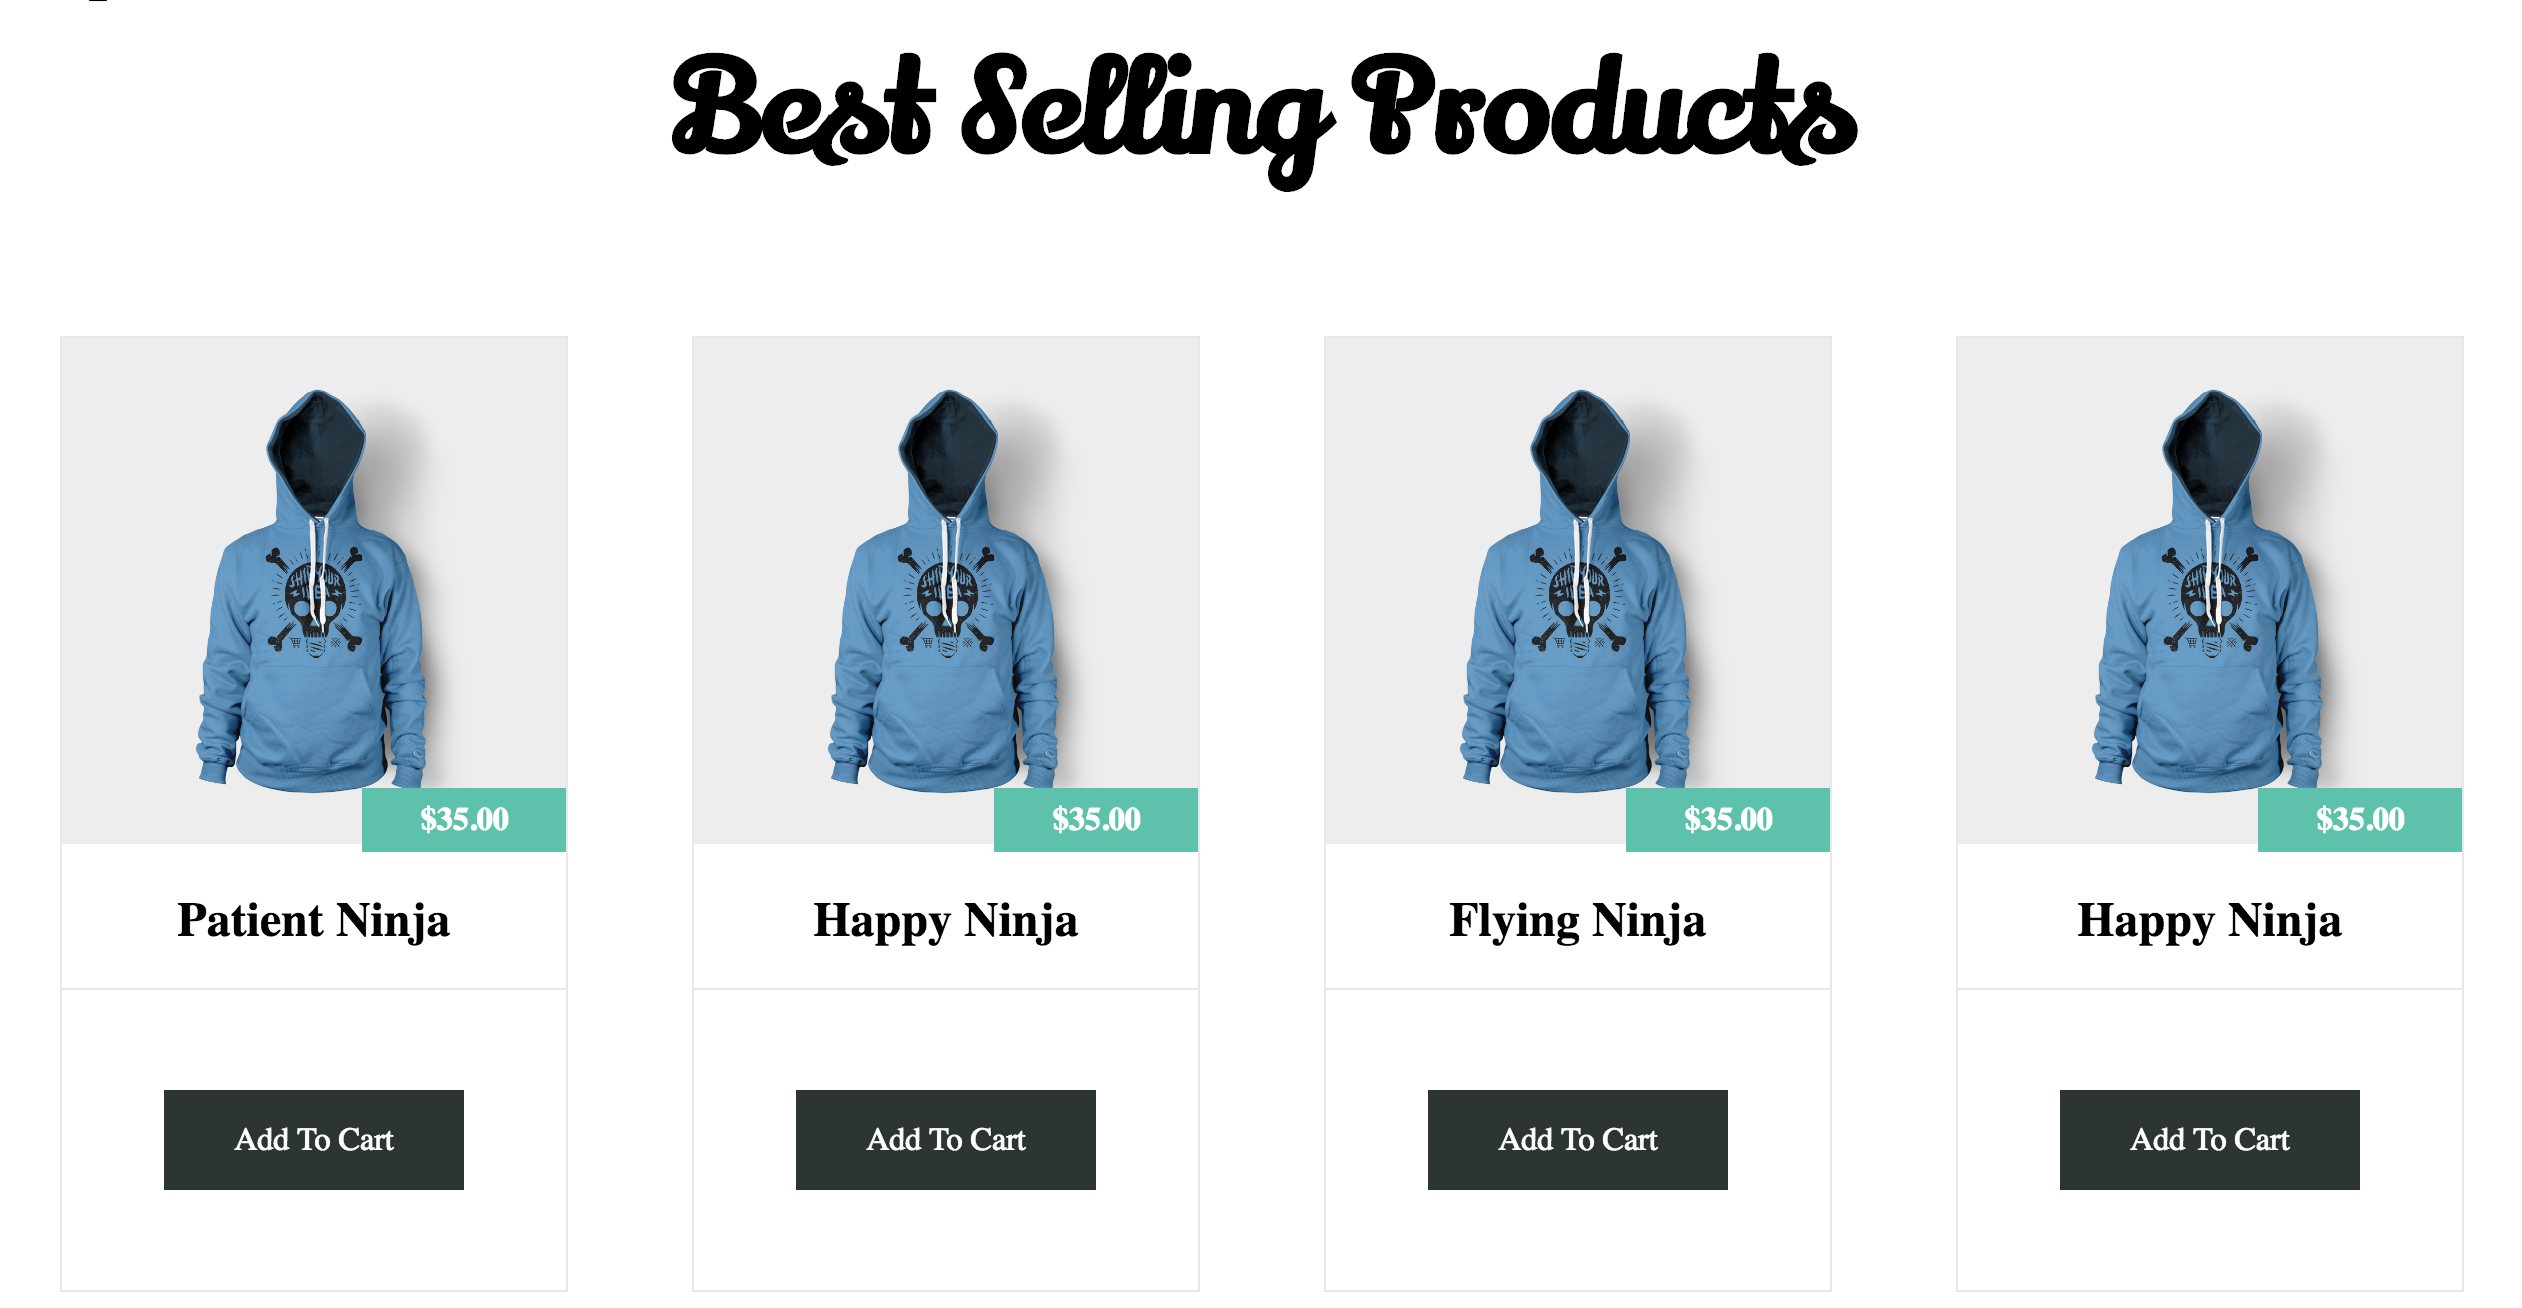 Best Selling Products
$35.00
$35.00
$35.00
$35.00
Patient Ninja
Happy Ninja
Flying Ninja
Happy Ninja
Add To Cart
Add To Cart
Add To Cart
Add To Cart